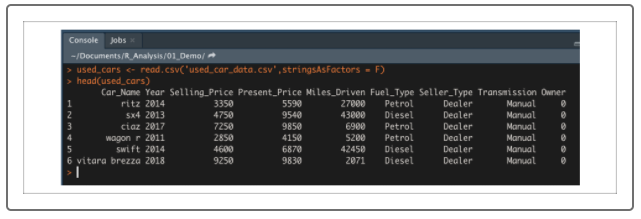 Console Jobs ×
~/Documents/R_Analysis/01_Demo/
> used_cars <- read.csv('used_car_data.csv',stringsAsFactors = F)
> head(used_cars)
Car_Name Year Selling_Price Present_Price Miles_Driven Fuel_Type Seller_Type Transmission Owner
1 ritz 2014 3350 5590 27000 Petrol Dealer Manual 0
2 sx4 2013 4750 9540 43000 Diesel Dealer Manual 0
3 ciaz 2017 7250 9850 6900 Petrol Dealer Manual 0
4 wagon r 2011 2850 4150 5200 Petrol Dealer Manual 0
5 swift 2014 4600 6870 42450 Diesel Dealer Manual 0
6 vitara brezza 2018 9250 9830 2071 Diesel Dealer Manual 0
>